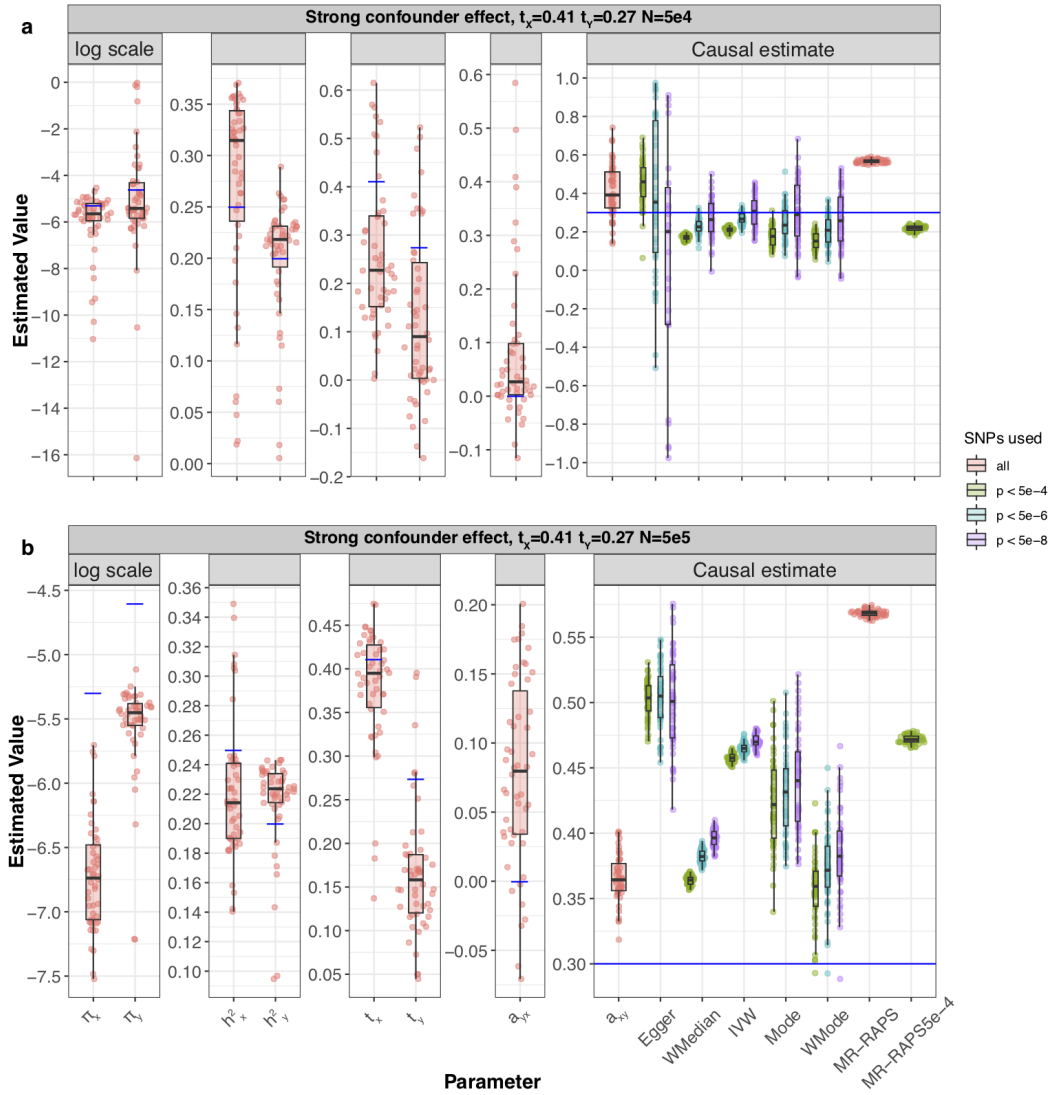 a
Strong confounder effect, tX=0.41 tY=0.27 N=5e4
log scale
Causal estimate
Estimated Value
0
−2
−4
−6
−8
−10
−12
−14
−16
0.35
0.30
0.25
0.20
0.15
0.10
0.05
0.00
0.6
0.5
0.4
0.3
0.2
0.1
0.0
−0.1
−0.2
0.6
0.5
0.4
0.3
0.2
0.1
0.0
−0.1
1.0
0.8
0.6
0.4
0.2
0.0
−0.2
−0.4
−0.6
−0.8
−1.0
SNPs used
all
p < 5e−4
p < 5e−6
p < 5e−8
b
Strong confounder effect, tX=0.41 tY=0.27 N=5e5
log scale
Causal estimate
Estimated Value
−4.5
−5.0
−5.5
−6.0
−6.5
−7.0
−7.5
0.36
0.34
0.32
0.30
0.28
0.26
0.24
0.22
0.20
0.18
0.16
0.14
0.12
0.10
0.45
0.40
0.35
0.30
0.25
0.20
0.15
0.10
0.05
0.20
0.15
0.10
0.05
0.00
−0.05
0.55
0.50
0.45
0.40
0.35
0.30
πx
πy
h²x
h²y
tx
ty
ayx
axy
Egger
WMedian
IVW
Mode
WMode
MR−RAPS
MR−RAPS5e−4
Parameter